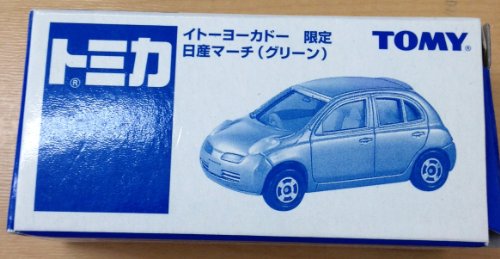 トミカ®
イトーヨーカドー 限定
日産マーチ(グリーン)
TOMY®